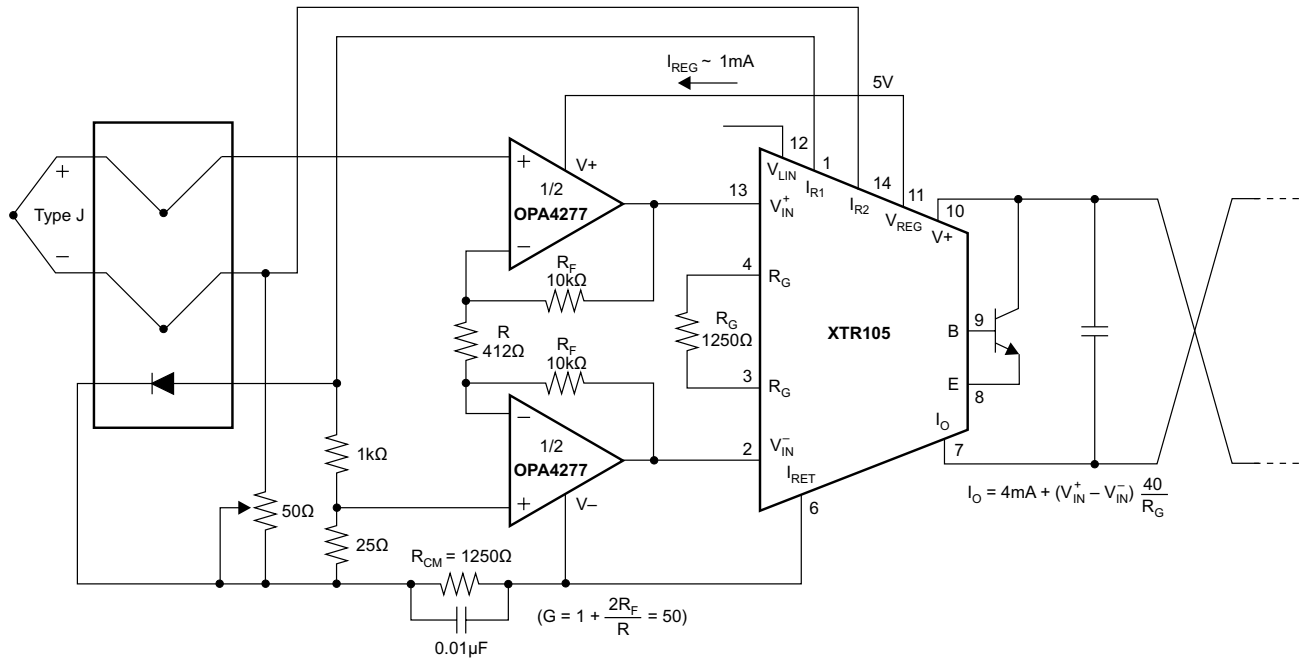 I_REG ~ 1mA
5V
+
Type J
–
+
V+
1/2
OPA4277
–
12
V_LIN
1
I_R1
14
I_R2
11
V_REG
10
V+
13
V_IN^+
R_F
10kΩ
R
412Ω
R_F
10kΩ
4
R_G
R_G
1250Ω
3
R_G
XTR105
9
B
E
8
I_O
7
–
1/2
OPA4277
+
V–
2
V_IN^–
I_RET
6
1kΩ
50Ω
25Ω
R_CM = 1250Ω
0.01µF
(G = 1 + 2R_F/R = 50)
I_O = 4mA + (V_IN^+ – V_IN^–) 40/R_G